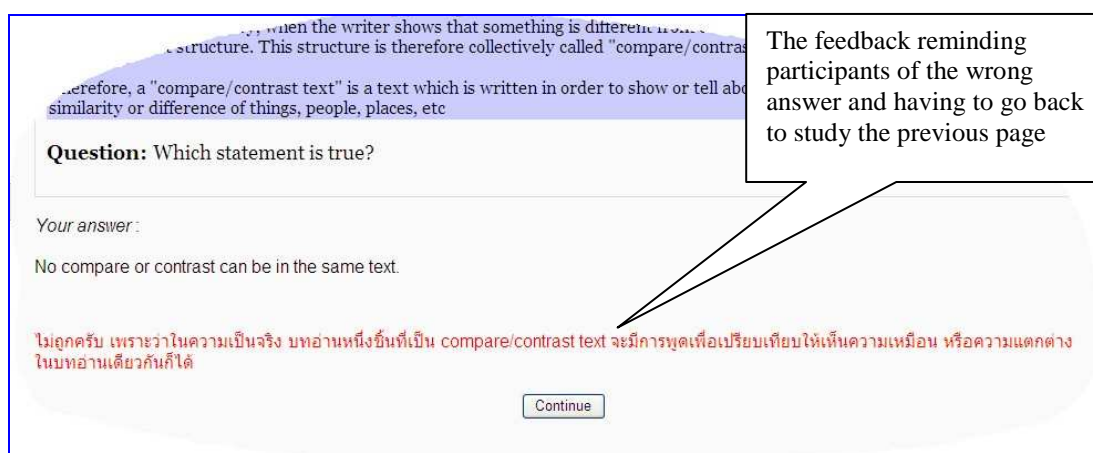 when the writer shows that something is different
structure. This structure is therefore collectively called "compare/
a "compare/contrast text" is a text which is written in order to show or tell
similarity or difference of things, people, places, etc
The feedback reminding
participants of the wrong
answer and having to go back
to study the previous page
Question: Which statement is true?
Your answer :
No compare or contrast can be in the same text.
ไม่ถูกครับ เพราะว่าในความเป็นจริง บทอ่านหนึ่งชิ้นที่เป็น compare/contrast text จะมีการพูดเพื่อเปรียบเทียบให้เห็นความเหมือน หรือความแตกต่าง
ในบทอ่านเดียวกันก็ได้
Continue